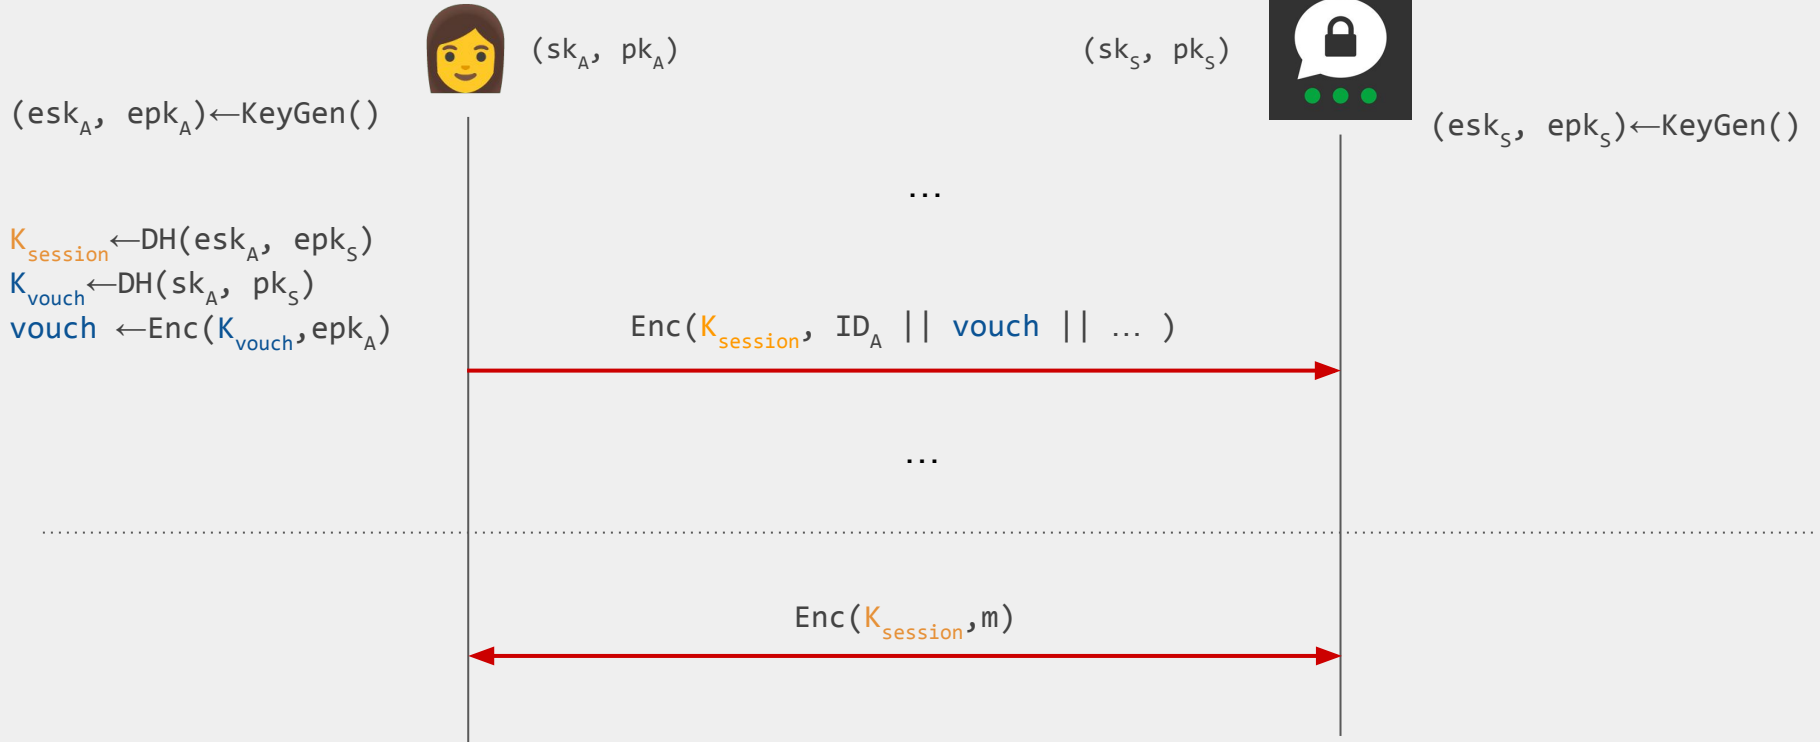 (sk_A, pk_A)
(sk_S, pk_S)
(esk_A, epk_A)←KeyGen()
(esk_S, epk_S)←KeyGen()
...
K_session←DH(esk_A, epk_S)
K_vouch←DH(sk_A, pk_S)
vouch ←Enc(K_vouch,epk_A)
Enc(K_session, ID_A || vouch || … )
...
Enc(K_session,m)